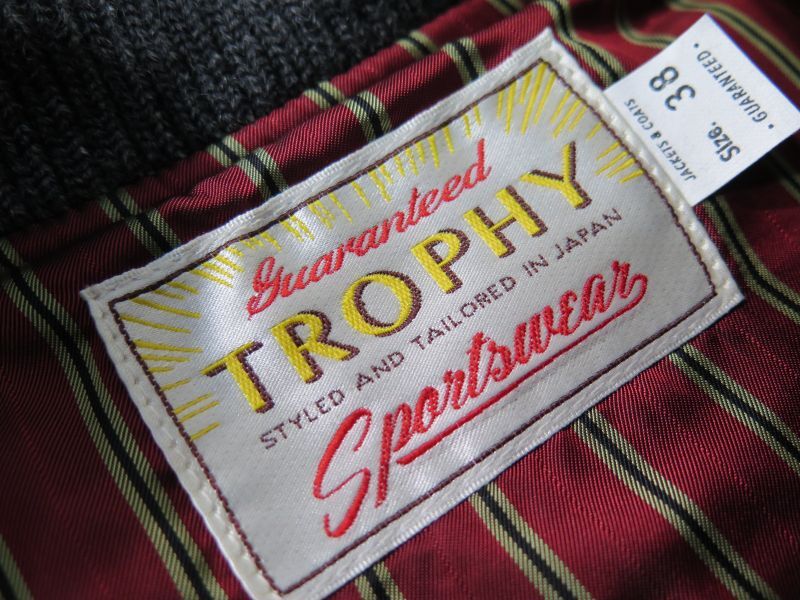 Guaranteed
TROPHY
STYLED AND TAILORED IN JAPAN
Sportswear
JACKETS & COATS
Size. 38
• GUARANTEED •